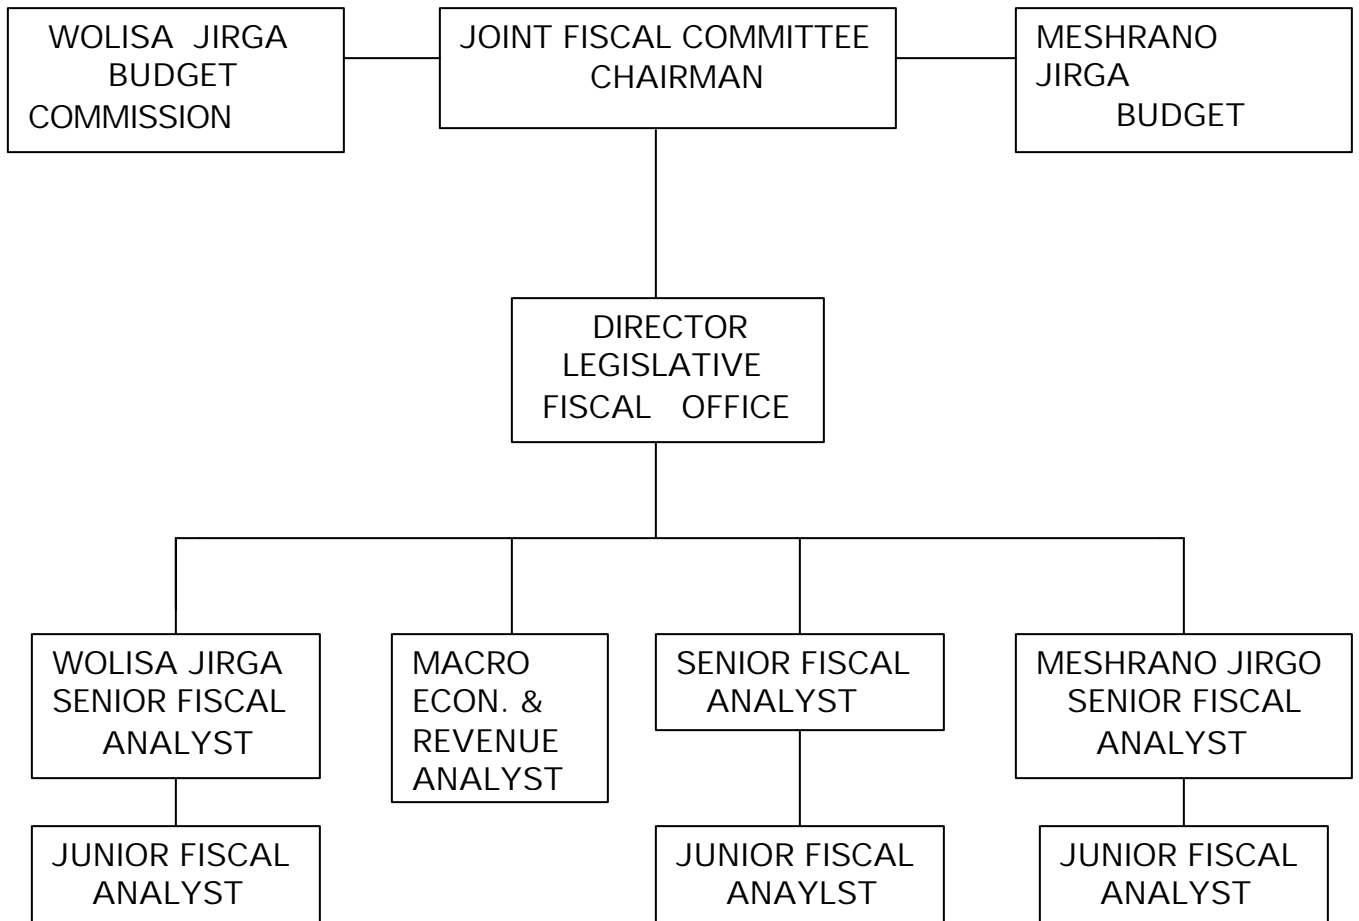 WOLISA JIRGA
BUDGET
COMMISSION
JOINT FISCAL COMMITTEE
CHAIRMAN
MESHRANO
JIRGA
BUDGET
DIRECTOR
LEGISLATIVE
FISCAL OFFICE
WOLISA JIRGA
SENIOR FISCAL
ANALYST
MACRO
ECON. &
REVENUE
ANALYST
SENIOR FISCAL
ANALYST
MESHRANO JIRGO
SENIOR FISCAL
ANALYST
JUNIOR FISCAL
ANALYST
JUNIOR FISCAL
ANAYLST
JUNIOR FISCAL
ANALYST